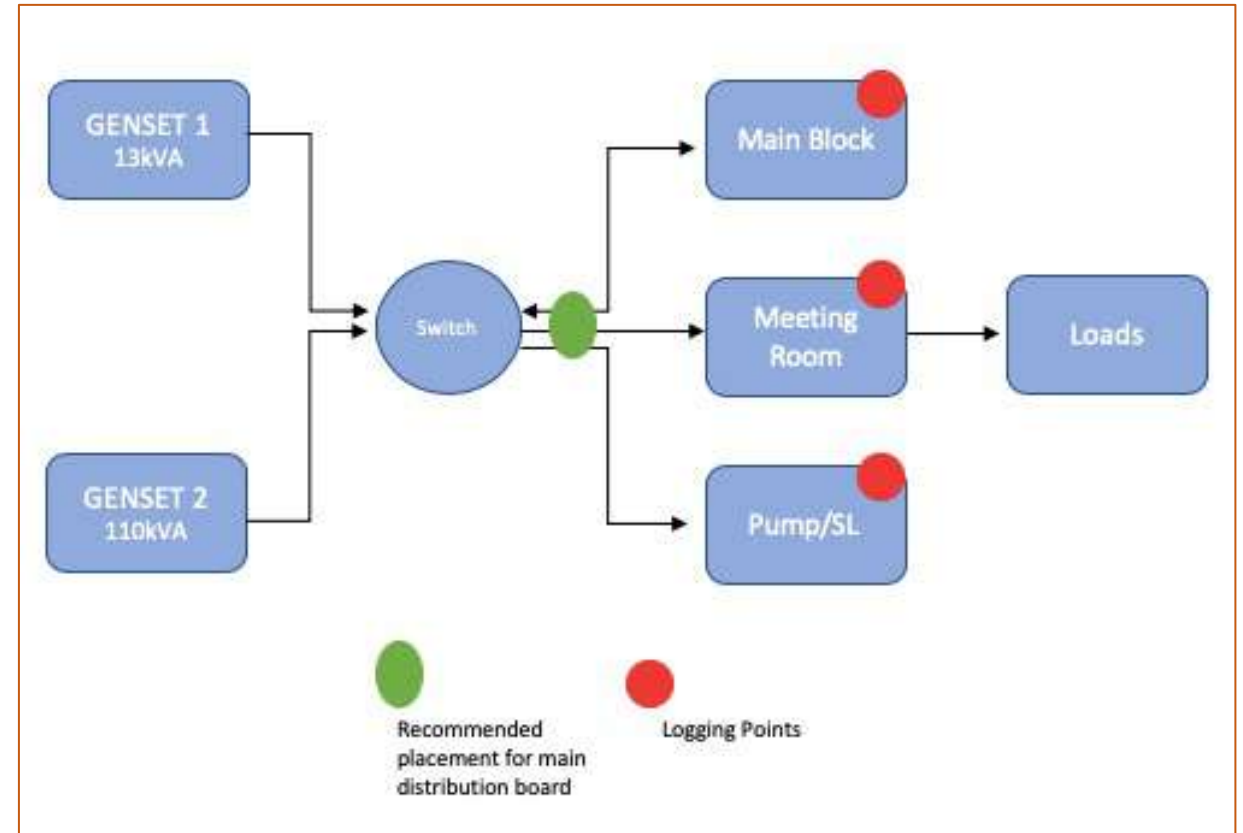 GENSET 1
13kVA
Main Block
Switch
Meeting
Room
Loads
GENSET 2
110kVA
Pump/SL
Recommended
placement for main
distribution board
Logging Points